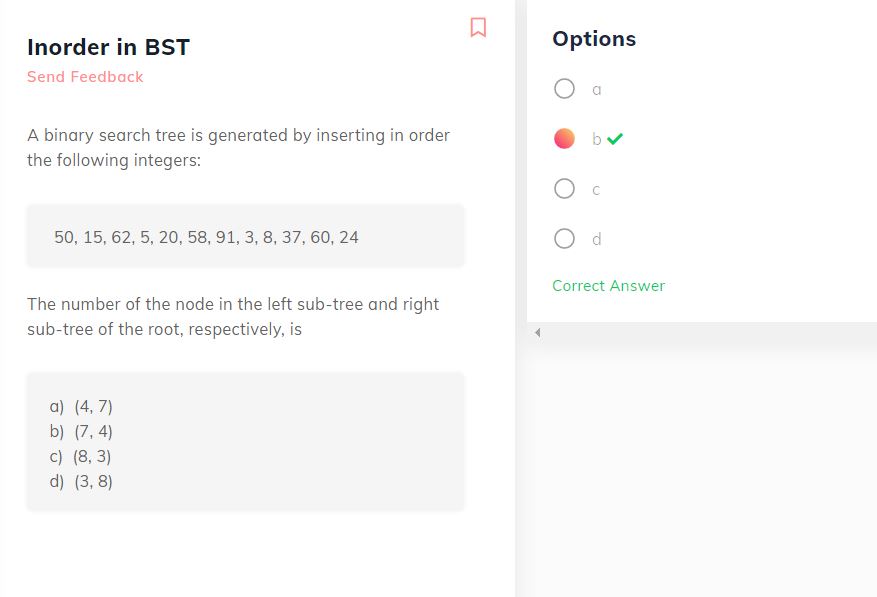 Inorder in BST
Send Feedback
A binary search tree is generated by inserting in order
the following integers:
50, 15, 62, 5, 20, 58, 91, 3, 8, 37, 60, 24
The number of the node in the left sub-tree and right
sub-tree of the root, respectively, is
a) (4, 7)
b) (7, 4)
c) (8, 3)
d) (3, 8)
Options
a
b
c
d
Correct Answer